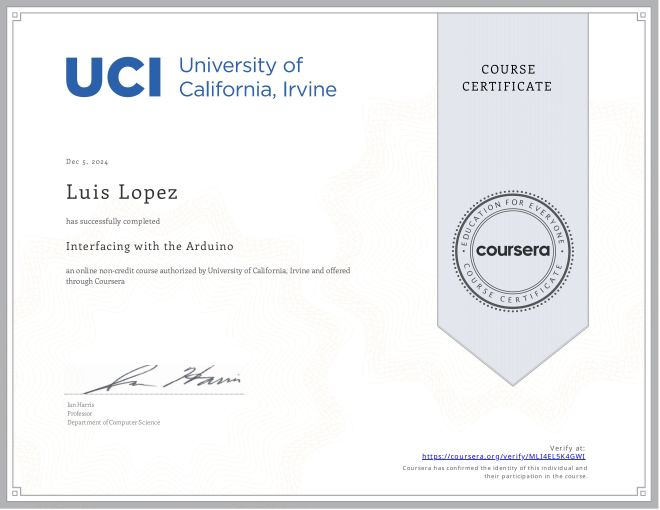 UCI University of
California, Irvine
COURSE
CERTIFICATE
Dec 5, 2024
Luis Lopez
has successfully completed
Interfacing with the Arduino
an online non-credit course authorized by University of California, Irvine and offered
through Coursera
EDUCATION FOR EVERYONE
coursera
COURSE CERTIFICATE
Ian Harris
Ian Harris
Professor
Department of Computer Science
Verify at:
https://coursera.org/verify/MLI4EL5K4GWI
Coursera has confirmed the identity of this individual and
their participation in the course.